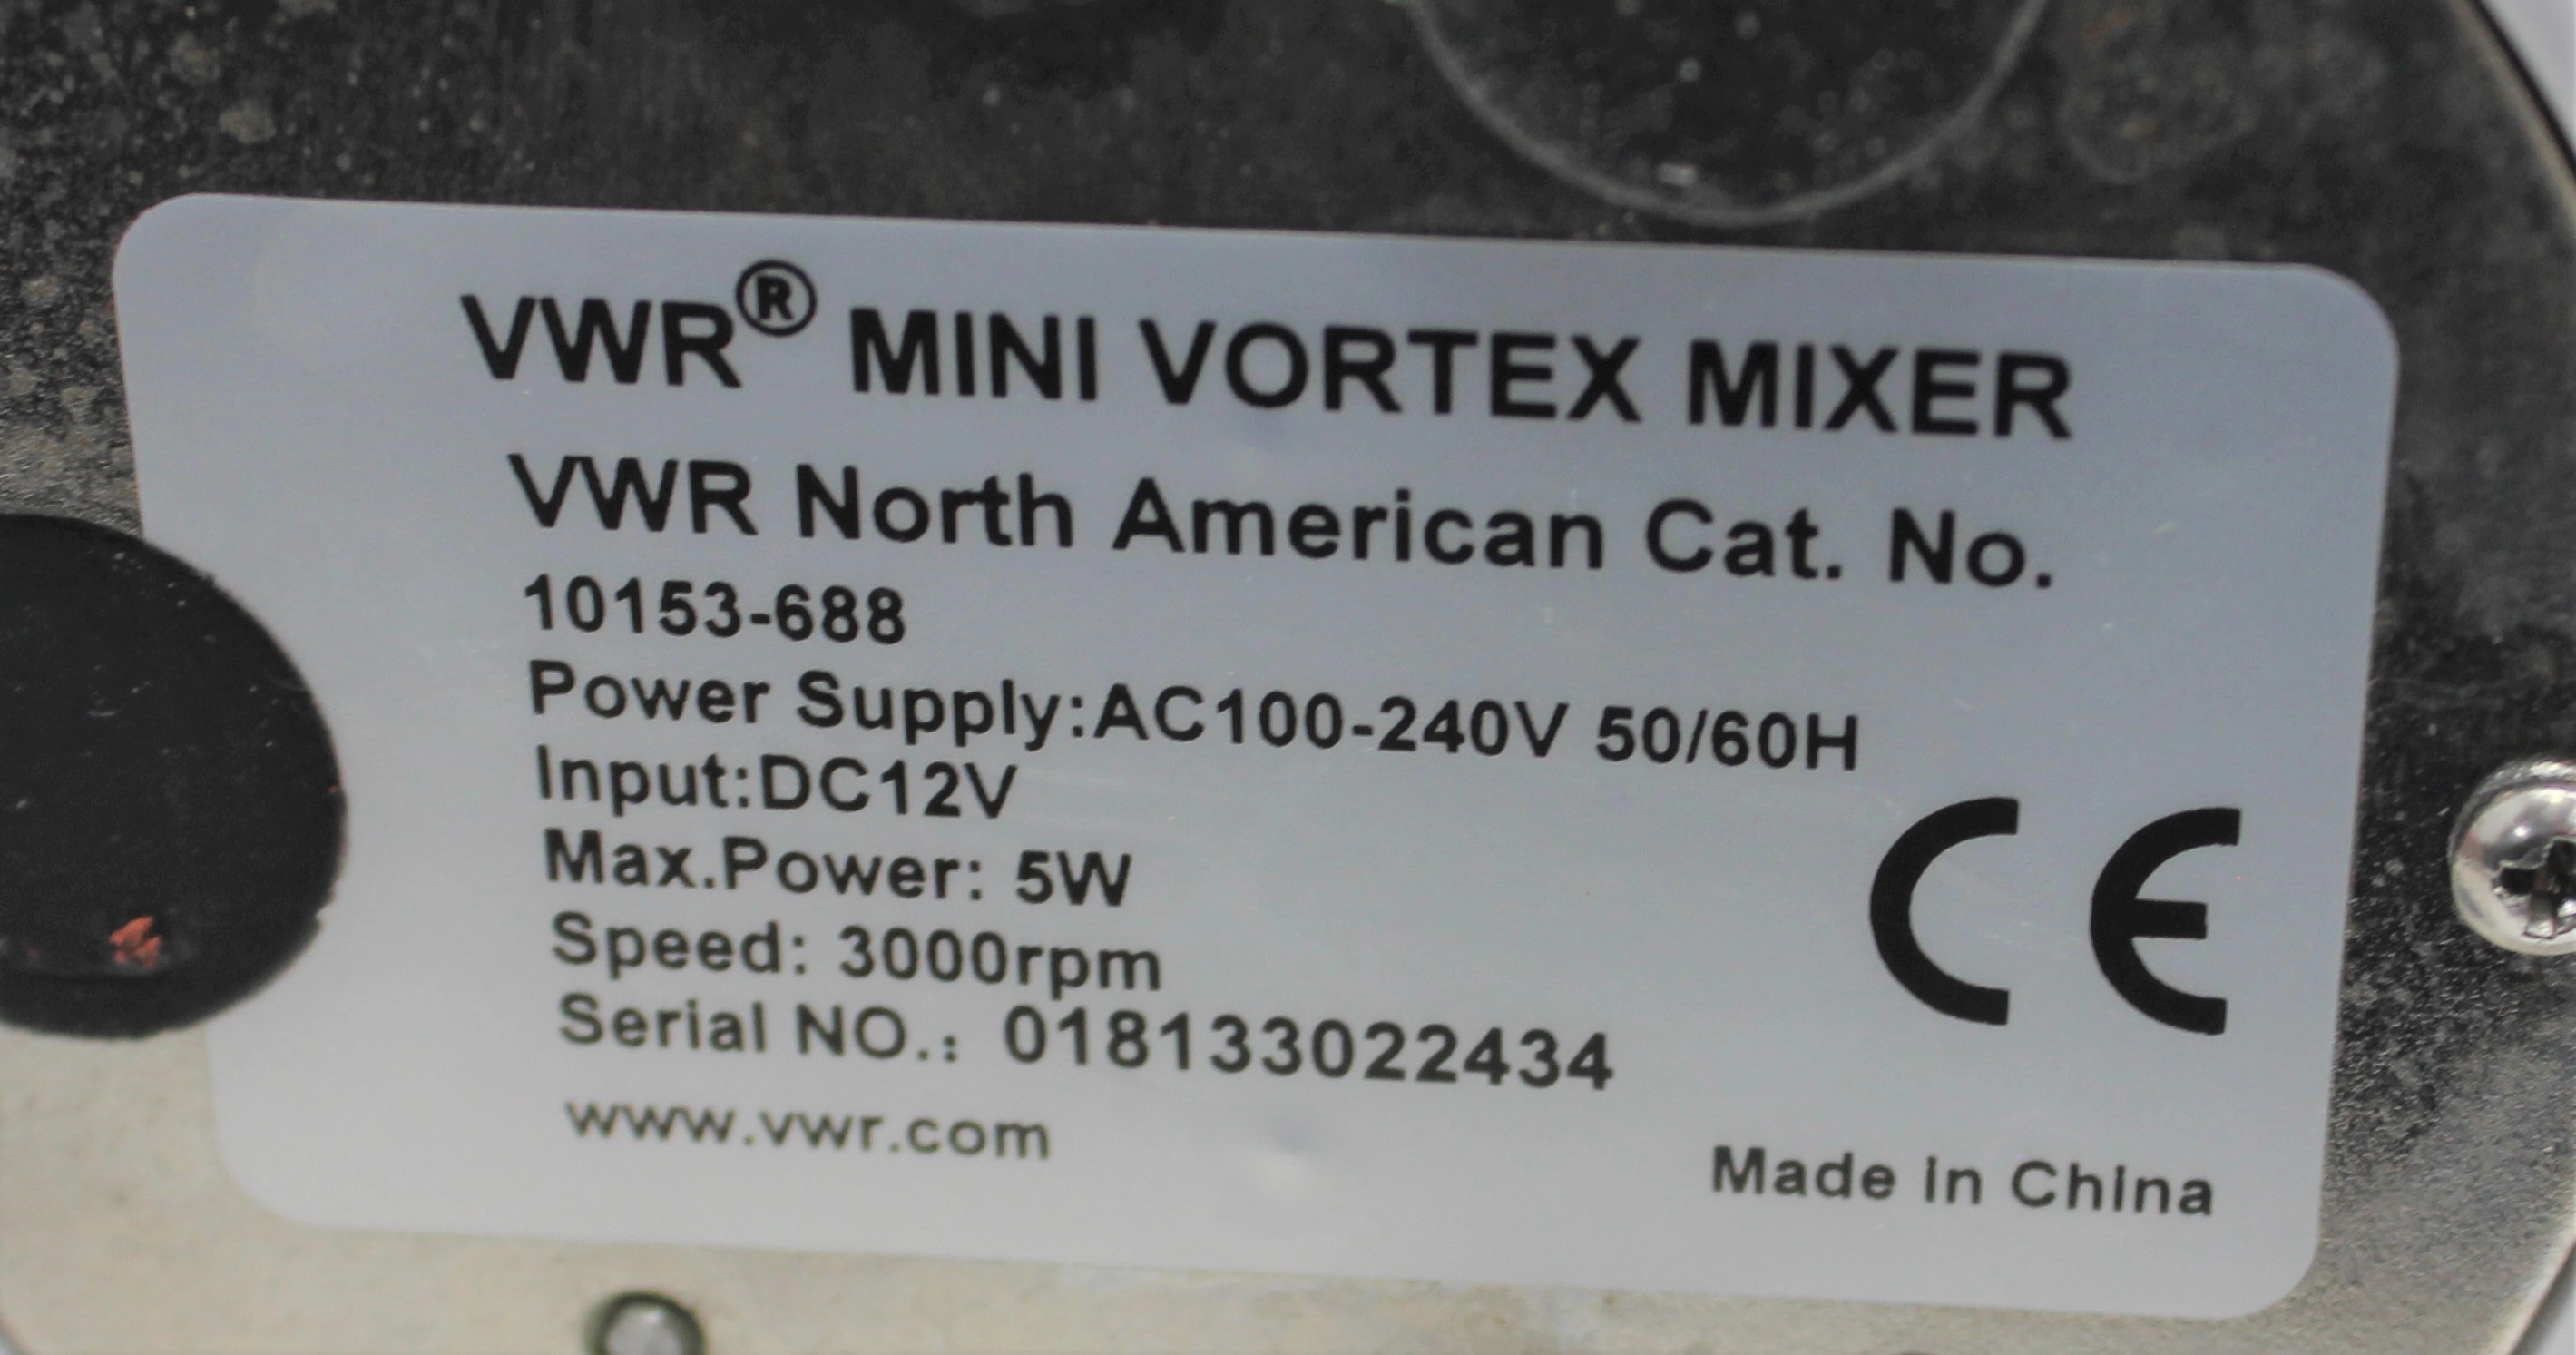 VWR® MINI VORTEX MIXER
VWR North American Cat. No.
10153-688
Power Supply:AC100-240V 50/60H
Input:DC12V
Max.Power: 5W
Speed: 3000rpm
Serial NO.: 018133022434
www.vwr.com
CE
Made in China